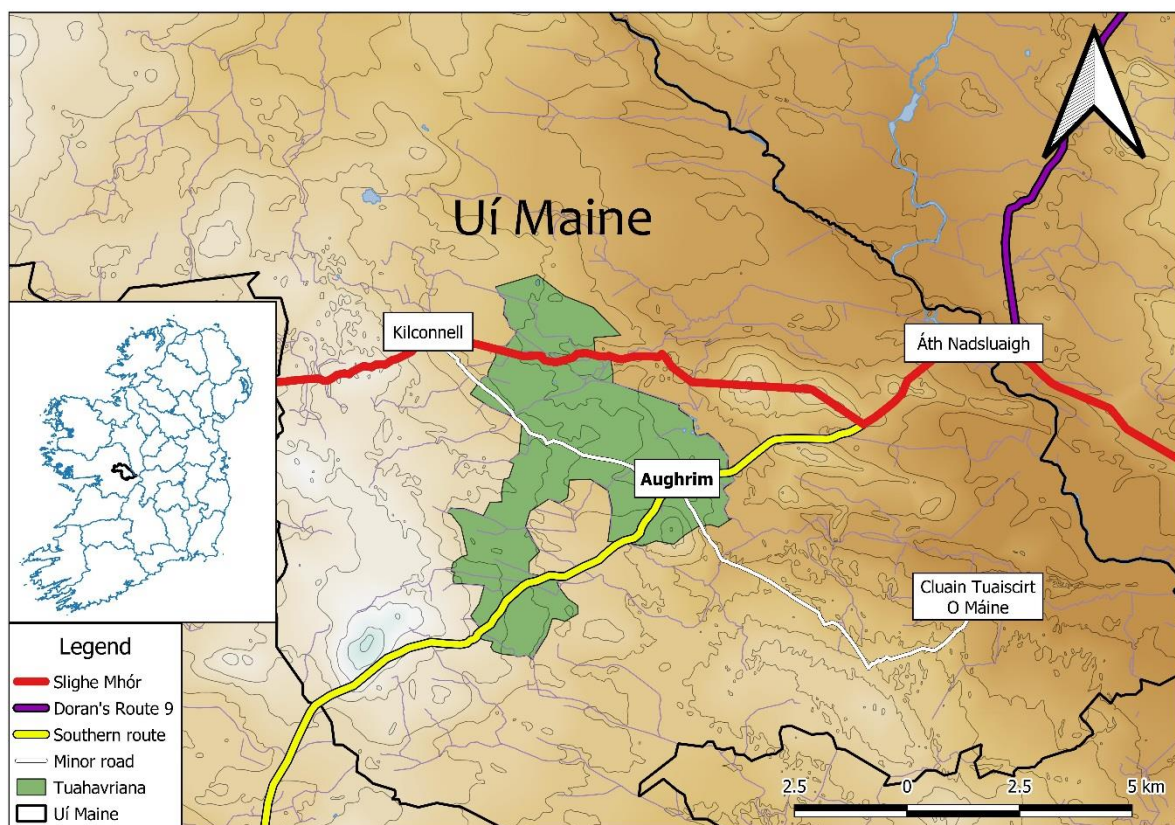 Uí Maine
Kilconnell
Áth Nadsluaigh
Aughrim
Cluain Tuaiscirt
O Máine
Legend
Slighe Mhór
Doran's Route 9
Southern route
Minor road
Tuahavriana
Uí Maine
2.5 0 2.5 5 km